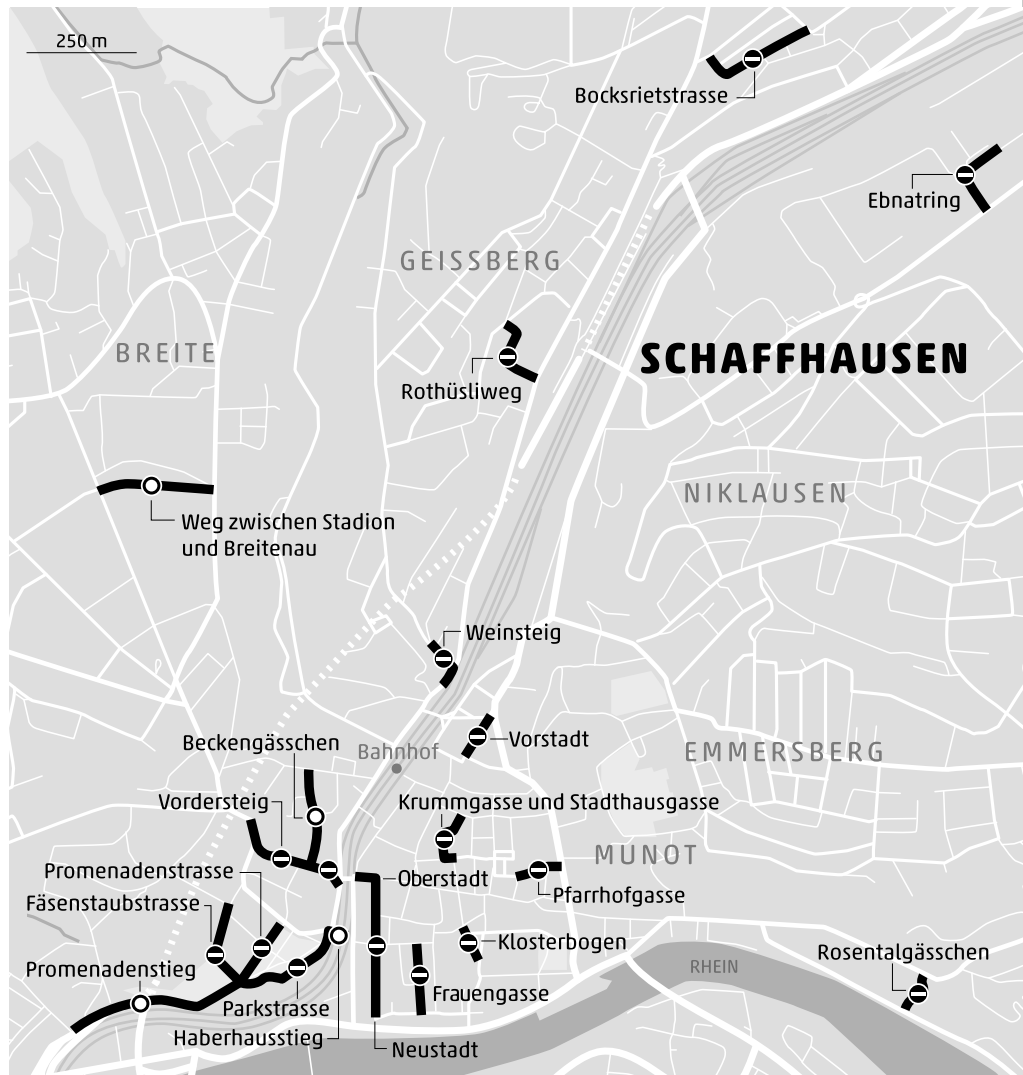 250 m
Bocksrietstrasse
Ebnatring
GEISSBERG
BREITE
SCHAFFHAUSEN
Rothüsliweg
NIKLAUSEN
Weg zwischen Stadion
und Breitenau
Weinsteig
Beckengässchen
Bahnhof
Vorstadt
EMMERSBERG
Vordersteig
Krummgasse und Stadthausgasse
MUNOT
Promenadenstrasse
Oberstadt
Pfarrhofgasse
Fäsenstaubstrasse
Klosterbogen
Rosentalgässchen
Promenadenstieg
RHEIN
Frauengasse
Parkstrasse
Haberhausstieg
Neustadt